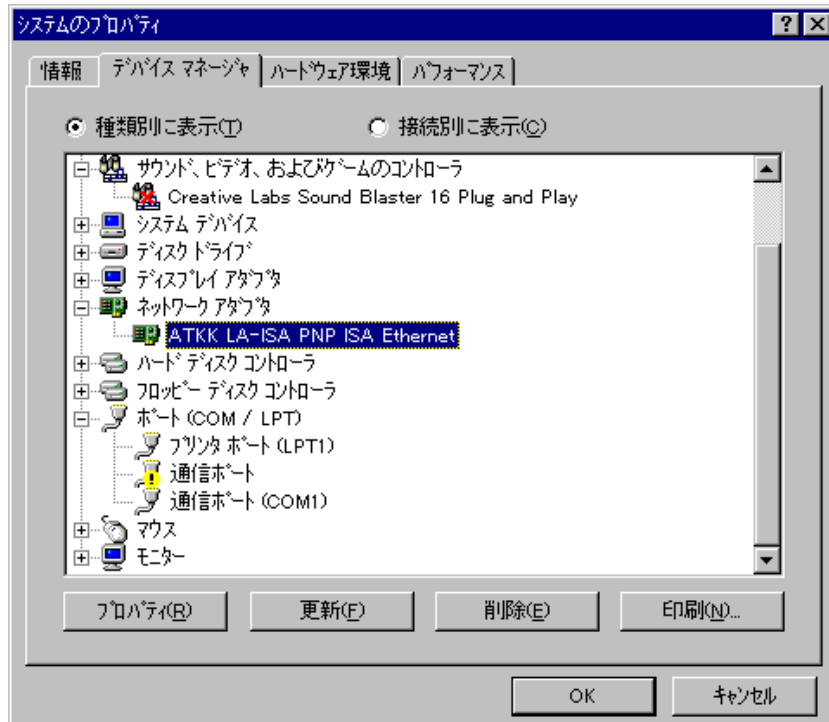 システムのプロパティ
情報 デバイス マネージャ ハードウェア環境 パフォーマンス
種類別に表示(T) 接続別に表示(C)
サウンド、ビデオ、およびゲームのコントローラ
Creative Labs Sound Blaster 16 Plug and Play
システム デバイス
ディスク ドライブ
ディスプレイ アダプタ
ネットワーク アダプタ
ATKK LA-ISA PNP ISA Ethernet
ハード ディスク コントローラ
フロッピー ディスク コントローラ
ポート (COM / LPT)
プリンタ ポート (LPT1)
通信ポート
通信ポート (COM1)
マウス
モニター
プロパティ(R) 更新(F) 削除(E) 印刷(N)...
OK キャンセル